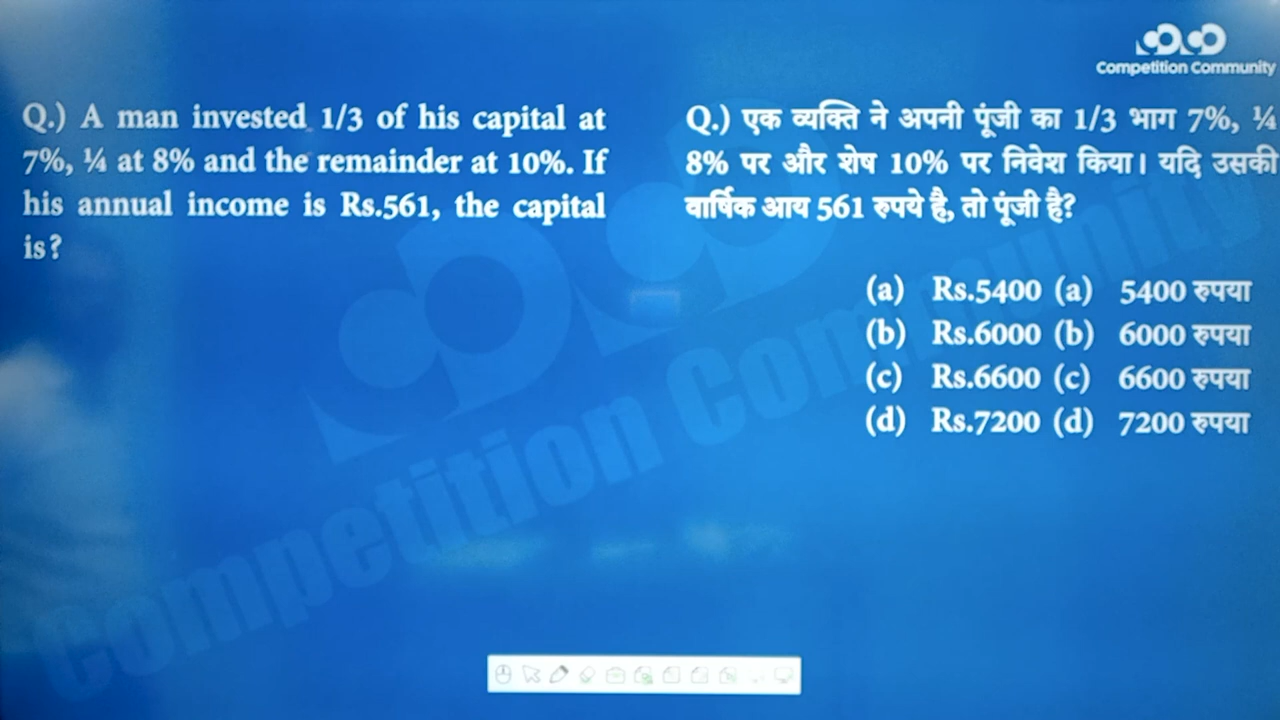 Competition Community
Q.) A man invested 1/3 of his capital at
7%, ¼ at 8% and the remainder at 10%. If
his annual income is Rs.561, the capital
is?
Q.) एक व्यक्ति ने अपनी पूंजी का 1/3 भाग 7%, ¼
8% पर और शेष 10% पर निवेश किया। यदि उसकी
वार्षिक आय 561 रुपये है, तो पूंजी है?
(a) Rs.5400 (a) 5400 रुपया
(b) Rs.6000 (b) 6000 रुपया
(c) Rs.6600 (c) 6600 रुपया
(d) Rs.7200 (d) 7200 रुपया
Competition Community